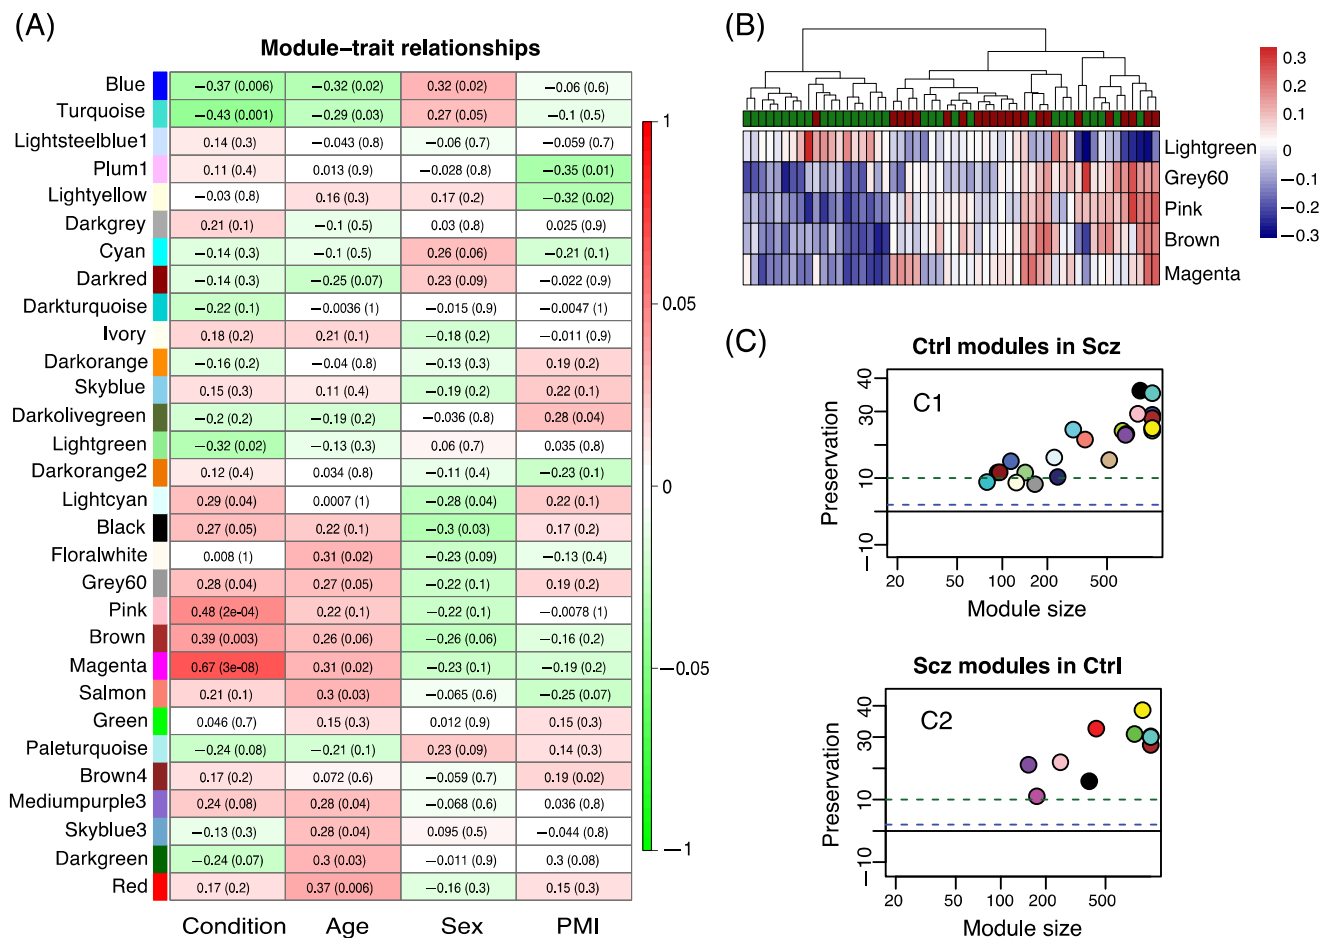 (A)
Module–trait relationships
Blue −0.37 (0.006) −0.32 (0.02) 0.32 (0.02) −0.06 (0.6)
Turquoise −0.43 (0.001) −0.29 (0.03) 0.27 (0.05) −0.1 (0.5)
Lightsteelblue1 0.14 (0.3) −0.043 (0.8) −0.06 (0.7) −0.059 (0.7)
Plum1 0.11 (0.4) 0.013 (0.9) −0.028 (0.8) −0.35 (0.01)
Lightyellow −0.03 (0.8) 0.16 (0.3) 0.17 (0.2) −0.32 (0.02)
Darkgrey 0.21 (0.1) −0.1 (0.5) 0.03 (0.8) 0.025 (0.9)
Cyan −0.14 (0.3) −0.1 (0.5) 0.26 (0.06) −0.21 (0.1)
Darkred −0.14 (0.3) −0.25 (0.07) 0.23 (0.09) −0.022 (0.9)
Darkturquoise −0.22 (0.1) −0.0036 (1) −0.015 (0.9) −0.0047 (1)
Ivory 0.18 (0.2) 0.21 (0.1) −0.18 (0.2) −0.011 (0.9)
Darkorange −0.16 (0.2) −0.04 (0.8) −0.13 (0.3) 0.19 (0.2)
Skyblue 0.15 (0.3) 0.11 (0.4) −0.19 (0.2) 0.22 (0.1)
Darkolivegreen −0.2 (0.2) −0.19 (0.2) −0.036 (0.8) 0.28 (0.04)
Lightgreen −0.32 (0.02) −0.13 (0.3) 0.06 (0.7) 0.035 (0.8)
Darkorange2 0.12 (0.4) 0.034 (0.8) −0.11 (0.4) −0.23 (0.1)
Lightcyan 0.29 (0.04) 0.0007 (1) −0.28 (0.04) 0.22 (0.1)
Black 0.27 (0.05) 0.22 (0.1) −0.3 (0.03) 0.17 (0.2)
Floralwhite 0.008 (1) 0.31 (0.02) −0.23 (0.09) −0.13 (0.4)
Grey60 0.28 (0.04) 0.27 (0.05) −0.22 (0.1) 0.19 (0.2)
Pink 0.48 (2e-04) 0.22 (0.1) −0.22 (0.1) −0.0078 (1)
Brown 0.39 (0.003) 0.26 (0.06) −0.26 (0.06) −0.16 (0.2)
Magenta 0.67 (3e-08) 0.31 (0.02) −0.23 (0.1) −0.19 (0.2)
Salmon 0.21 (0.1) 0.3 (0.03) −0.065 (0.6) −0.25 (0.07)
Green 0.046 (0.7) 0.15 (0.3) 0.012 (0.9) 0.15 (0.3)
Paleturquoise −0.24 (0.08) −0.21 (0.1) 0.23 (0.09) 0.14 (0.3)
Brown4 0.17 (0.2) 0.072 (0.6) −0.059 (0.7) 0.19 (0.02)
Mediumpurple3 0.24 (0.08) 0.28 (0.04) −0.068 (0.6) 0.036 (0.8)
Skyblue3 −0.13 (0.3) 0.28 (0.04) 0.095 (0.5) −0.044 (0.8)
Darkgreen −0.24 (0.07) 0.3 (0.03) −0.011 (0.9) 0.3 (0.08)
Red 0.17 (0.2) 0.37 (0.006) −0.16 (0.3) 0.15 (0.3)
Condition Age Sex PMI
1
0.05
0
−0.05
−1
(B)
Lightgreen
Grey60
Pink
Brown
Magenta
0.3
0.2
0.1
0
−0.1
−0.2
−0.3
(C)
Ctrl modules in Scz
C1
Preservation
40
30
10
−10
20 50 100 200 500
Module size
Scz modules in Ctrl
C2
Preservation
40
30
10
−10
20 50 100 200 500
Module size